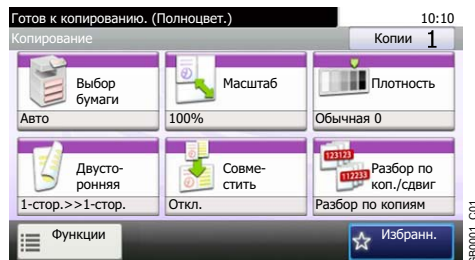 Готов к копированию. (Полноцвет.)
10:10
Копирование
Копии 1
Выбор
бумаги
Авто
Масштаб
100%
Плотность
Обычная 0
Двусто-
ронняя
1-стор.>>1-стор.
Совме-
стить
Откл.
123123
112233
Разбор по
коп./сдвиг
Разбор по копиям
Функции
Избранн.